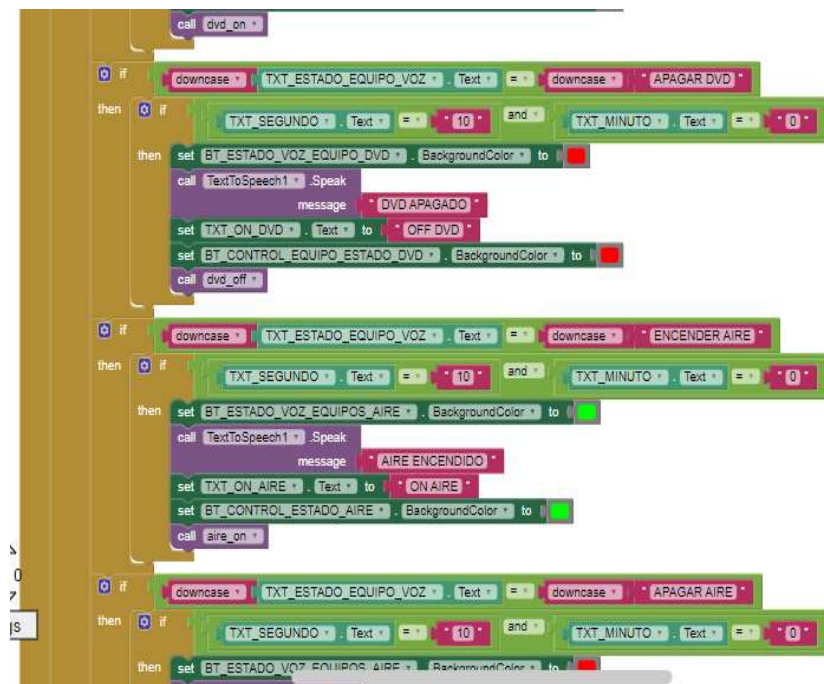 call dvd_on
if downcase TXT_ESTADO_EQUIPO_VOZ . Text = downcase " APAGAR DVD "
then if TXT_SEGUNDO . Text = " 10 " and TXT_MINUTO . Text = " 0 "
then set BT_ESTADO_VOZ_EQUIPO_DVD . BackgroundColor to
call TextToSpeech1 .Speak
message " DVD APAGADO "
set TXT_ON_DVD . Text to " OFF DVD "
set BT_CONTROL_EQUIPO_ESTADO_DVD . BackgroundColor to
call dvd_off
if downcase TXT_ESTADO_EQUIPO_VOZ . Text = downcase " ENCENDER AIRE "
then if TXT_SEGUNDO . Text = " 10 " and TXT_MINUTO . Text = " 0 "
then set BT_ESTADO_VOZ_EQUIPOS_AIRE . BackgroundColor to
call TextToSpeech1 .Speak
message " AIRE ENCENDIDO "
set TXT_ON_AIRE . Text to " ON AIRE "
set BT_CONTROL_ESTADO_AIRE . BackgroundColor to
call aire_on
0
if downcase TXT_ESTADO_EQUIPO_VOZ . Text = downcase " APAGAR AIRE "
gs then if TXT_SEGUNDO . Text = " 10 " and TXT_MINUTO . Text = " 0 "
then set BT_ESTADO_VOZ_EQUIPOS_AIRE . BackgroundColor to